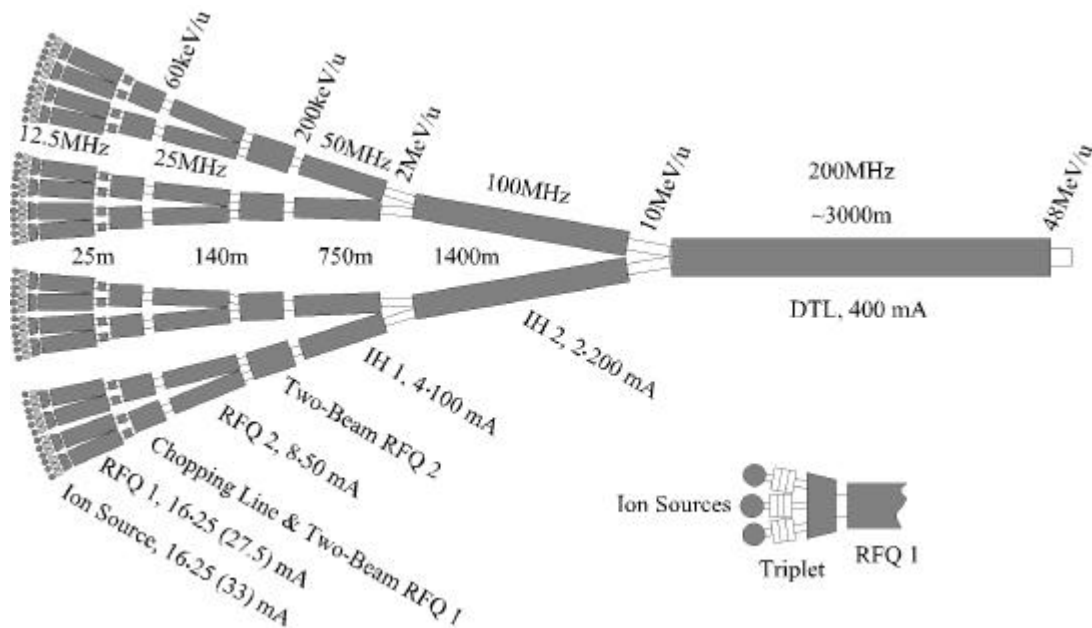 60keV/u
200keV/u
12.5MHz
25MHz
50MHz
2MeV/u
100MHz
10MeV/u
200MHz
~3000m
48MeV/u
25m
140m
750m
1400m
DTL, 400 mA
IH 2, 2·200 mA
IH 1, 4·100 mA
Two-Beam RFQ 2
RFQ 2, 8·50 mA
Chopping Line & Two-Beam RFQ 1
RFQ 1, 16·25 (27.5) mA
Ion Source, 16·25 (33) mA
Ion Sources
Triplet
RFQ 1